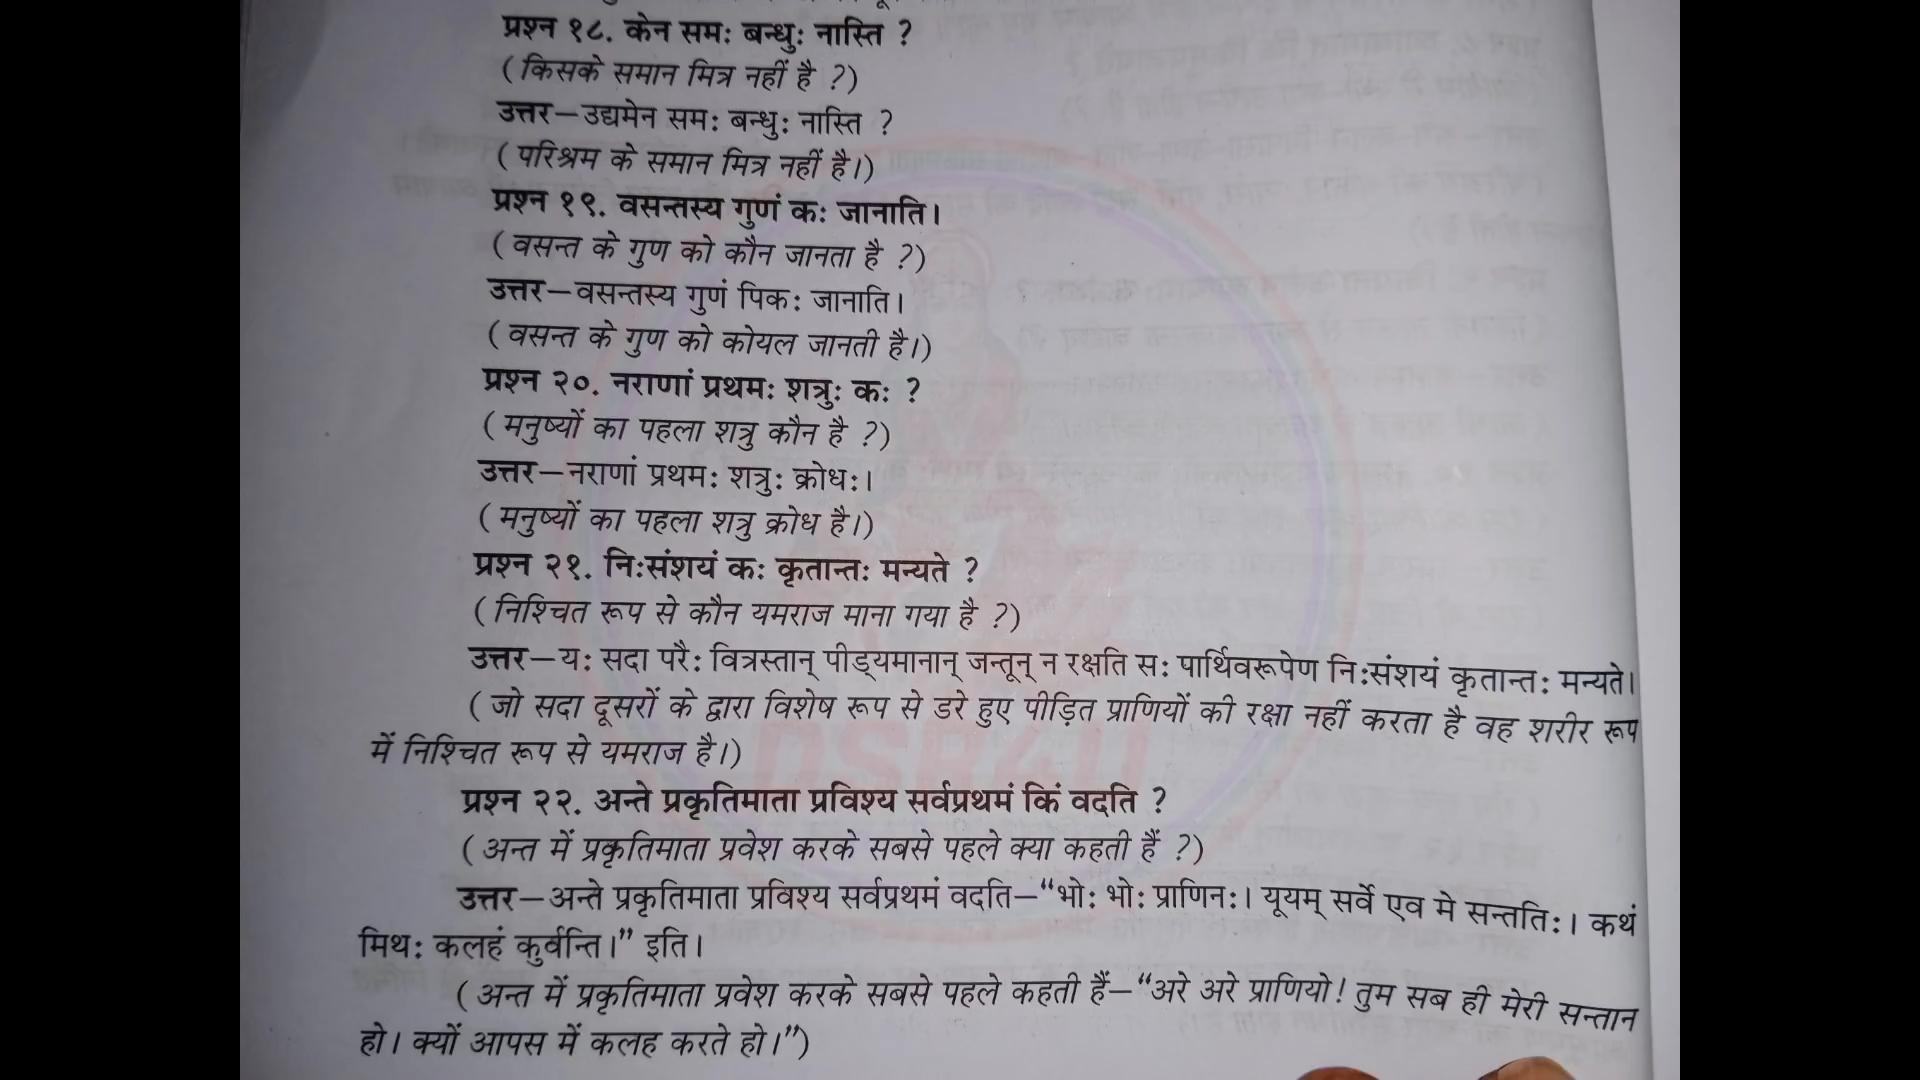 प्रश्न १८. केन समः बन्धुः नास्ति ?
( किसके समान मित्र नहीं है ?)
उत्तर—उद्यमेन समः बन्धुः नास्ति ?
( परिश्रम के समान मित्र नहीं है।)
प्रश्न १९. वसन्तस्य गुणं कः जानाति।
( वसन्त के गुण को कौन जानता है ?)
उत्तर—वसन्तस्य गुणं पिकः जानाति।
( वसन्त के गुण को कोयल जानती है।)
प्रश्न २०. नराणां प्रथमः शत्रुः कः ?
( मनुष्यों का पहला शत्रु कौन है ?)
उत्तर—नराणां प्रथमः शत्रुः क्रोधः।
( मनुष्यों का पहला शत्रु क्रोध है।)
प्रश्न २१. निःसंशयं कः कृतान्तः मन्यते ?
( निश्चित रूप से कौन यमराज माना गया है ?)
उत्तर—यः सदा परैः वित्रस्तान् पीड्यमानान् जन्तून् न रक्षति सः पार्थिवरूपेण निःसंशयं कृतान्तः मन्यते।
( जो सदा दूसरों के द्वारा विशेष रूप से डरे हुए पीड़ित प्राणियों की रक्षा नहीं करता है वह शरीर रूप
में निश्चित रूप से यमराज है।)
प्रश्न २२. अन्ते प्रकृतिमाता प्रविश्य सर्वप्रथमं किं वदति ?
( अन्त में प्रकृतिमाता प्रवेश करके सबसे पहले क्या कहती हैं ?)
उत्तर—अन्ते प्रकृतिमाता प्रविश्य सर्वप्रथमं वदति—“भोः भोः प्राणिनः। यूयम् सर्वे एव मे सन्ततिः। कथं
मिथः कलहं कुर्वन्ति।” इति।
( अन्त में प्रकृतिमाता प्रवेश करके सबसे पहले कहती हैं—“अरे अरे प्राणियो! तुम सब ही मेरी सन्तान
हो। क्यों आपस में कलह करते हो।”)